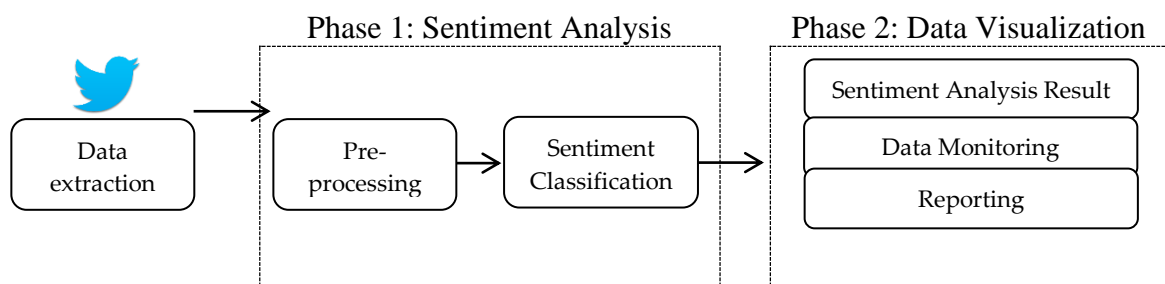 Phase 1: Sentiment Analysis
Phase 2: Data Visualization
Data
extraction
Pre-
processing
Sentiment
Classification
Sentiment Analysis Result
Data Monitoring
Reporting